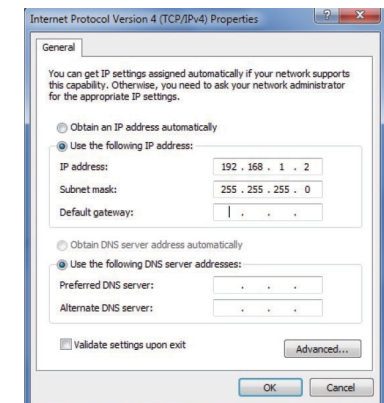 Internet Protocol Version 4 (TCP/IPv4) Properties
General
You can get IP settings assigned automatically if your network supports
this capability. Otherwise, you need to ask your network administrator
for the appropriate IP settings.
Obtain an IP address automatically
Use the following IP address:
IP address: 192 . 168 . 1 . 2
Subnet mask: 255 . 255 . 255 . 0
Default gateway: . . .
Obtain DNS server address automatically
Use the following DNS server addresses:
Preferred DNS server: . . .
Alternate DNS server: . . .
Validate settings upon exit
Advanced...
OK Cancel